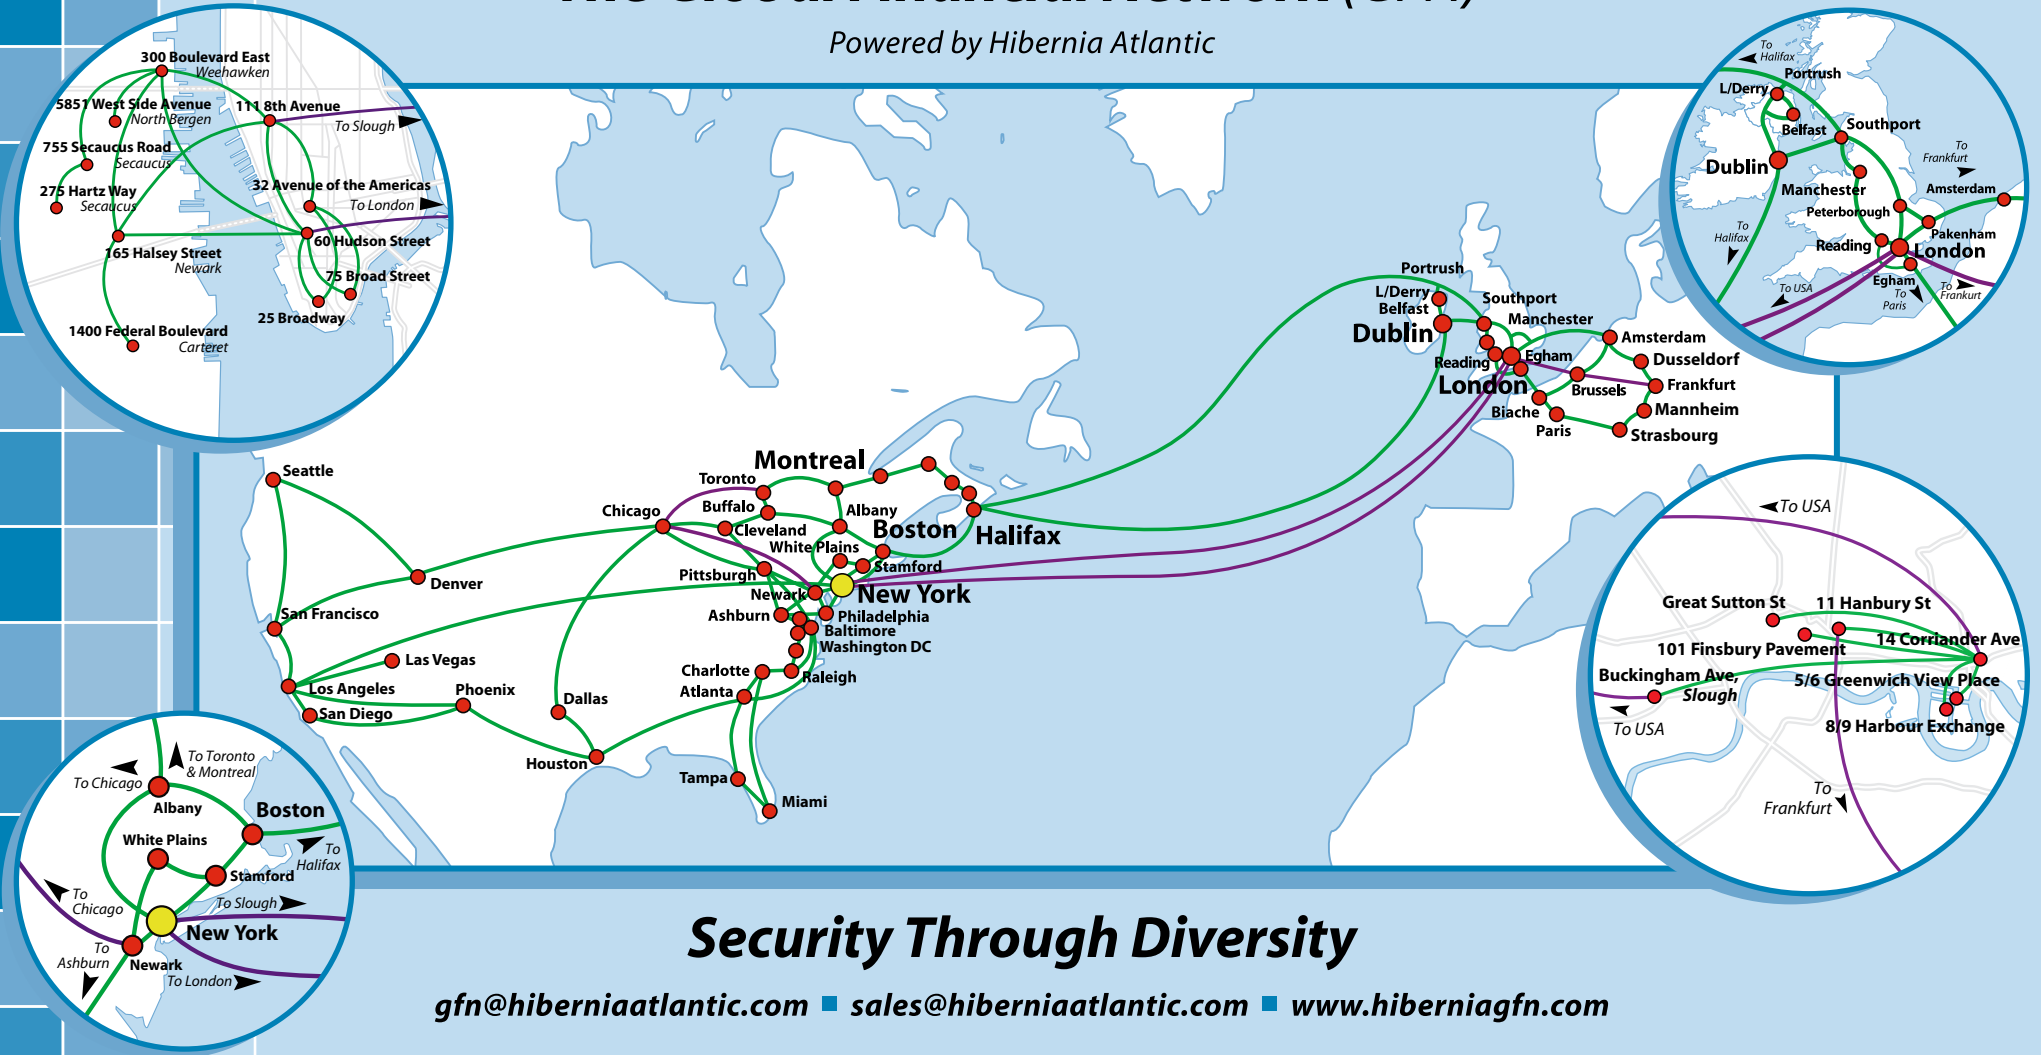 The Global Financial Network (GFN)
Powered by Hibernia Atlantic
300 Boulevard East
Weehawken
5851 West Side Avenue
North Bergen
111 8th Avenue
To Slough
755 Secaucus Road
Secaucus
275 Hartz Way
Secaucus
32 Avenue of the Americas
To London
60 Hudson Street
165 Halsey Street
Newark
75 Broad Street
25 Broadway
1400 Federal Boulevard
Carteret
To
Halifax
Portrush
L/Derry
Belfast
Southport
Dublin
To
Frankfurt
Manchester
Amsterdam
Peterborough
Pakenham
To
Halifax
Reading
London
Egham
To USA
To
Paris
To
Frankurt
Portrush
L/Derry
Belfast
Southport
Dublin
Manchester
Reading
Egham
London
Amsterdam
Dusseldorf
Frankfurt
Brussels
Biache
Mannheim
Paris
Strasbourg
Seattle
Montreal
Toronto
Chicago
Buffalo
Albany
Cleveland
Boston
Halifax
White Plains
Stamford
Pittsburgh
Denver
Newark
New York
San Francisco
Ashburn
Philadelphia
Baltimore
Washington DC
Las Vegas
Charlotte
Raleigh
Los Angeles
Phoenix
Dallas
Atlanta
San Diego
Houston
Tampa
Miami
To USA
Great Sutton St
11 Hanbury St
14 Corriander Ave
101 Finsbury Pavement
Buckingham Ave,
Slough
5/6 Greenwich View Place
8/9 Harbour Exchange
To USA
To
Frankfurt
To Toronto
& Montreal
To Chicago
Albany
Boston
White Plains
To
Halifax
Stamford
To
Chicago
To Slough
New York
To
Ashburn
Newark
To London
Security Through Diversity
gfn@hiberniaatlantic.com ■ sales@hiberniaatlantic.com ■ www.hiberniagfn.com